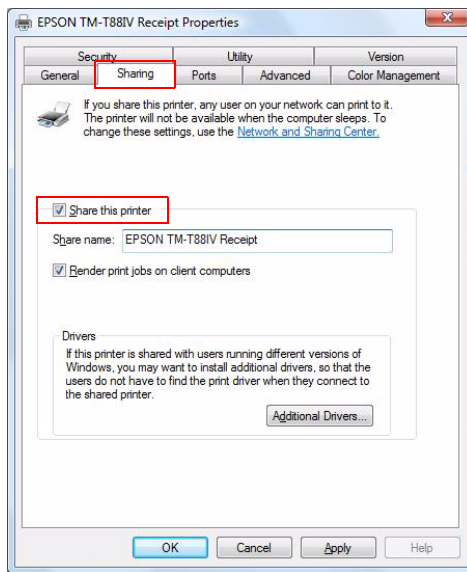 EPSON TM-T88IV Receipt Properties
Security Utility Version
General Sharing Ports Advanced Color Management
If you share this printer, any user on your network can print to it.
The printer will not be available when the computer sleeps. To
change these settings, use the Network and Sharing Center.
Share this printer
Share name: EPSON TM-T88IV Receipt
Render print jobs on client computers
Drivers
If this printer is shared with users running different versions of
Windows, you may want to install additional drivers, so that the
users do not have to find the print driver when they connect to
the shared printer.
Additional Drivers...
OK Cancel Apply Help